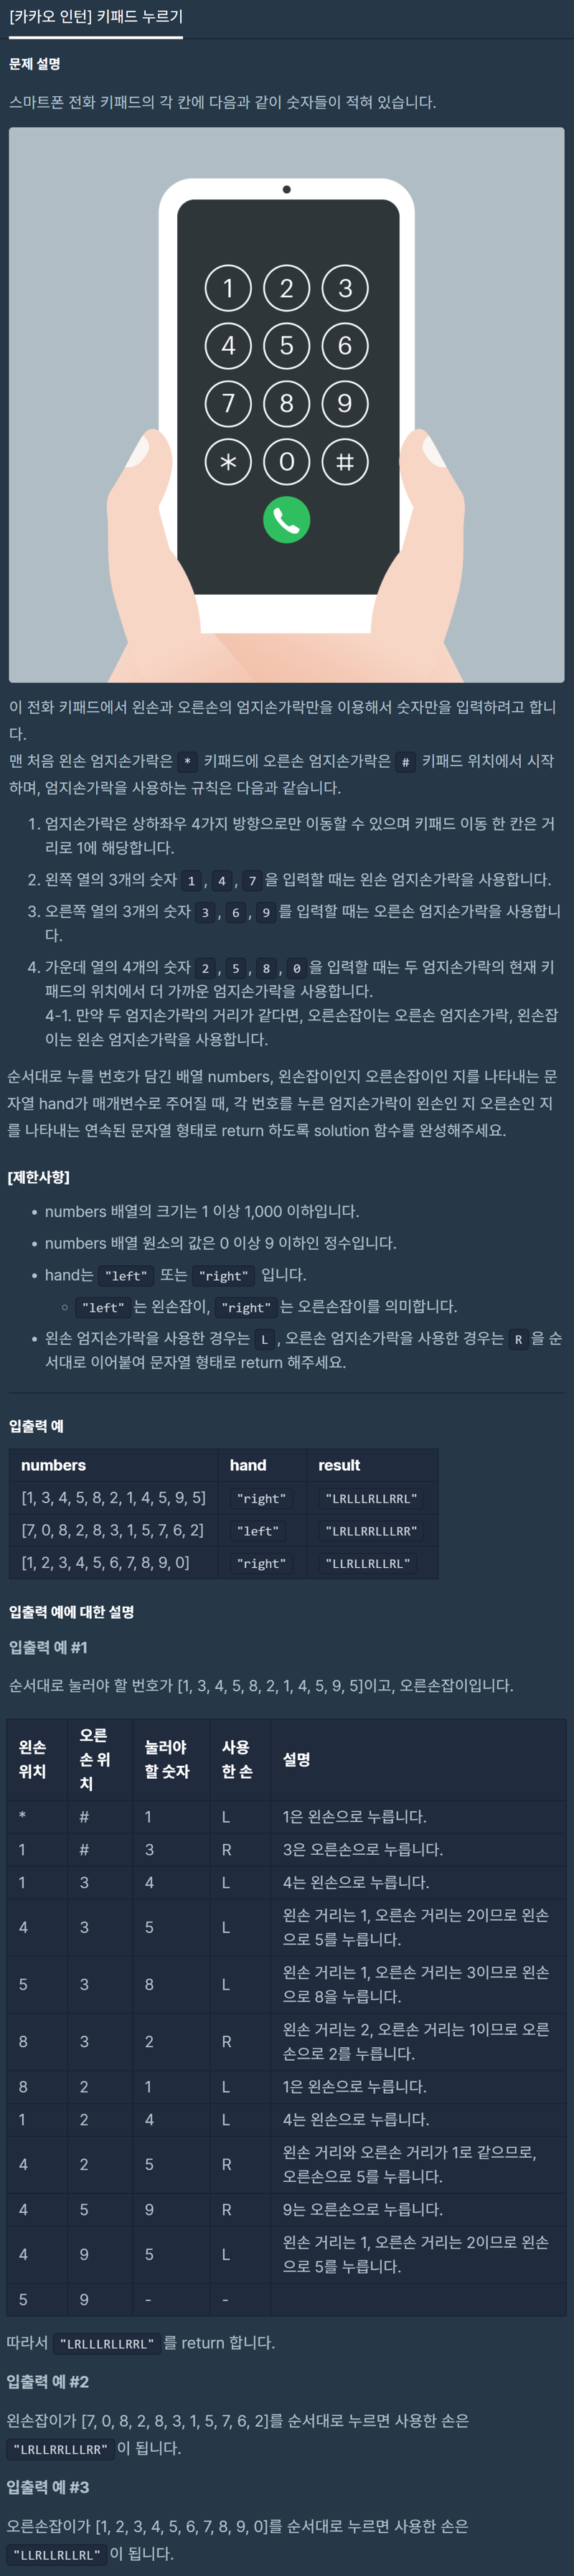 [카카오 인턴] 키패드 누르기
문제 설명
스마트폰 전화 키패드의 각 칸에 다음과 같이 숫자들이 적혀 있습니다.
1 2 3
4 5 6
7 8 9
* 0 #
이 전화 키패드에서 왼손과 오른손의 엄지손가락만을 이용해서 숫자만을 입력하려고 합니
다.
맨 처음 왼손 엄지손가락은 * 키패드에 오른손 엄지손가락은 # 키패드 위치에서 시작
하며, 엄지손가락을 사용하는 규칙은 다음과 같습니다.
1. 엄지손가락은 상하좌우 4가지 방향으로만 이동할 수 있으며 키패드 이동 한 칸은 거
리로 1에 해당합니다.
2. 왼쪽 열의 3개의 숫자 1, 4, 7을 입력할 때는 왼손 엄지손가락을 사용합니다.
3. 오른쪽 열의 3개의 숫자 3, 6, 9를 입력할 때는 오른손 엄지손가락을 사용합니
다.
4. 가운데 열의 4개의 숫자 2, 5, 8, 0을 입력할 때는 두 엄지손가락의 현재 키
패드의 위치에서 더 가까운 엄지손가락을 사용합니다.
4-1. 만약 두 엄지손가락의 거리가 같다면, 오른손잡이는 오른손 엄지손가락, 왼손잡
이는 왼손 엄지손가락을 사용합니다.
순서대로 누를 번호가 담긴 배열 numbers, 왼손잡이인지 오른손잡이인 지를 나타내는 문
자열 hand가 매개변수로 주어질 때, 각 번호를 누른 엄지손가락이 왼손인 지 오른손인 지
를 나타내는 연속된 문자열 형태로 return 하도록 solution 함수를 완성해주세요.
[제한사항]
• numbers 배열의 크기는 1 이상 1,000 이하입니다.
• numbers 배열 원소의 값은 0 이상 9 이하인 정수입니다.
• hand는 "left" 또는 "right" 입니다.
◦ "left"는 왼손잡이, "right"는 오른손잡이를 의미합니다.
• 왼손 엄지손가락을 사용한 경우는 L, 오른손 엄지손가락을 사용한 경우는 R을 순
서대로 이어붙여 문자열 형태로 return 해주세요.
입출력 예
numbers hand result
[1, 3, 4, 5, 8, 2, 1, 4, 5, 9, 5] "right" "LRLLLRLLRRL"
[7, 0, 8, 2, 8, 3, 1, 5, 7, 6, 2] "left" "LRLLRRLLLRR"
[1, 2, 3, 4, 5, 6, 7, 8, 9, 0] "right" "LLRLLRLLRL"
입출력 예에 대한 설명
입출력 예 #1
순서대로 눌러야 할 번호가 [1, 3, 4, 5, 8, 2, 1, 4, 5, 9, 5]이고, 오른손잡이입니다.
왼손 위치 오른손 위치 눌러야 할 숫자 사용한 손 설명
* # 1 L 1은 왼손으로 누릅니다.
1 # 3 R 3은 오른손으로 누릅니다.
1 3 4 L 4는 왼손으로 누릅니다.
4 3 5 L 왼손 거리는 1, 오른손 거리는 2이므로 왼손
으로 5를 누릅니다.
5 3 8 L 왼손 거리는 1, 오른손 거리는 3이므로 왼손
으로 8을 누릅니다.
8 3 2 R 왼손 거리는 2, 오른손 거리는 1이므로 오른
손으로 2를 누릅니다.
8 2 1 L 1은 왼손으로 누릅니다.
1 2 4 L 4는 왼손으로 누릅니다.
4 2 5 R 왼손 거리와 오른손 거리가 1로 같으므로,
오른손으로 5를 누릅니다.
4 5 9 R 9는 오른손으로 누릅니다.
4 9 5 L 왼손 거리는 1, 오른손 거리는 2이므로 왼손
으로 5를 누릅니다.
5 9 - -
따라서 "LRLLLRLLRRL"를 return 합니다.
입출력 예 #2
왼손잡이가 [7, 0, 8, 2, 8, 3, 1, 5, 7, 6, 2]를 순서대로 누르면 사용한 손은
"LRLLRRLLLRR"이 됩니다.
입출력 예 #3
오른손잡이가 [1, 2, 3, 4, 5, 6, 7, 8, 9, 0]를 순서대로 누르면 사용한 손은
"LLRLLRLLRL"이 됩니다.